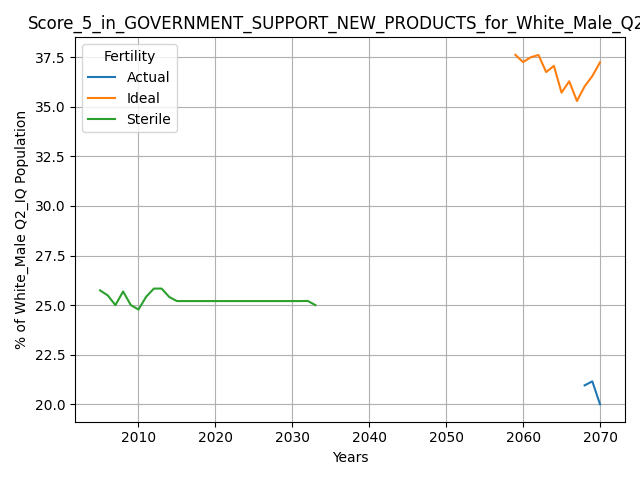 Score_5_in_GOVERNMENT_SUPPORT_NEW_PRODUCTS_for_White_Male_Q2
Fertility
Actual
Ideal
Sterile
% of White_Male Q2_IQ Population
37.5
35.0
32.5
30.0
27.5
25.0
22.5
20.0
2010 2020 2030 2040 2050 2060 2070
Years